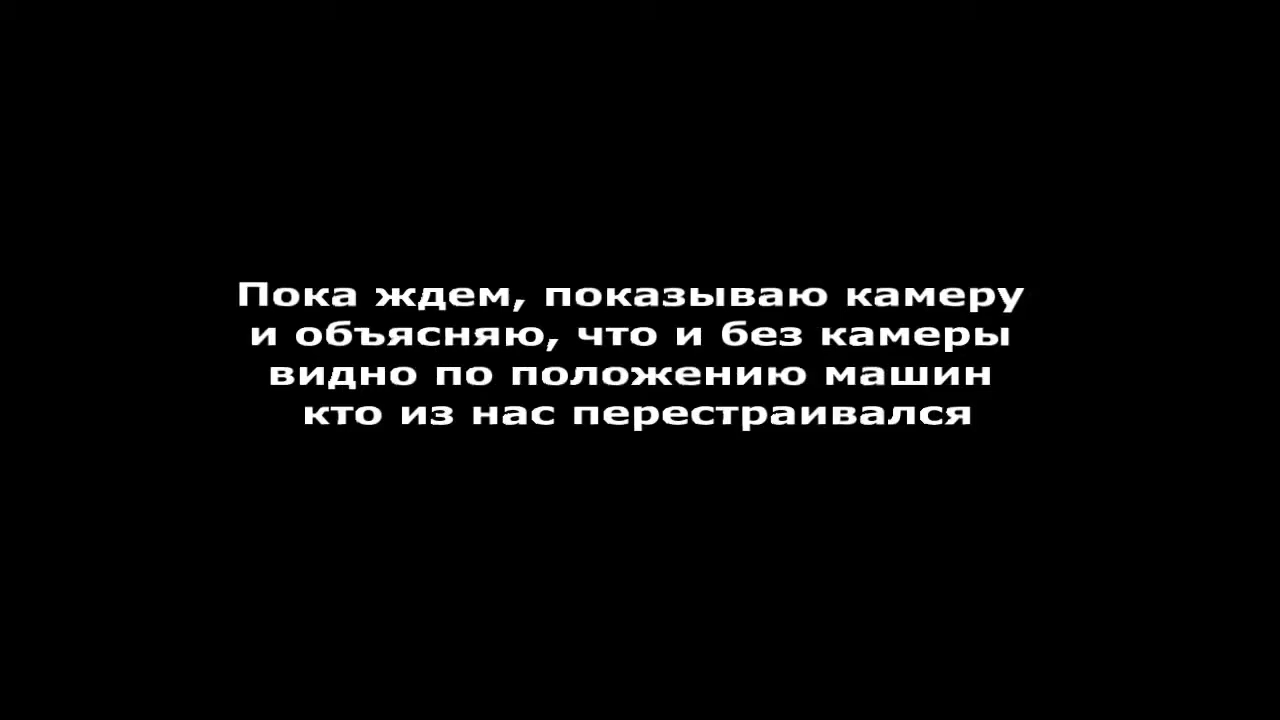 Пока ждем, показываю камеру
и объясняю, что и без камеры
видно по положению машин
кто из нас перестраивался